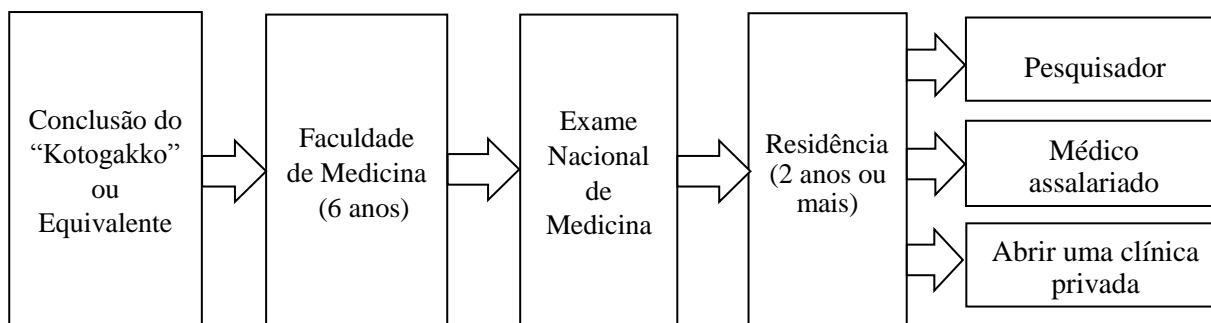 Conclusão do
“Kotogakko”
ou
Equivalente
Faculdade
de Medicina
(6 anos)
Exame
Nacional
de
Medicina
Residência
(2 anos ou
mais)
Pesquisador
Médico
assalariado
Abrir uma clínica
privada